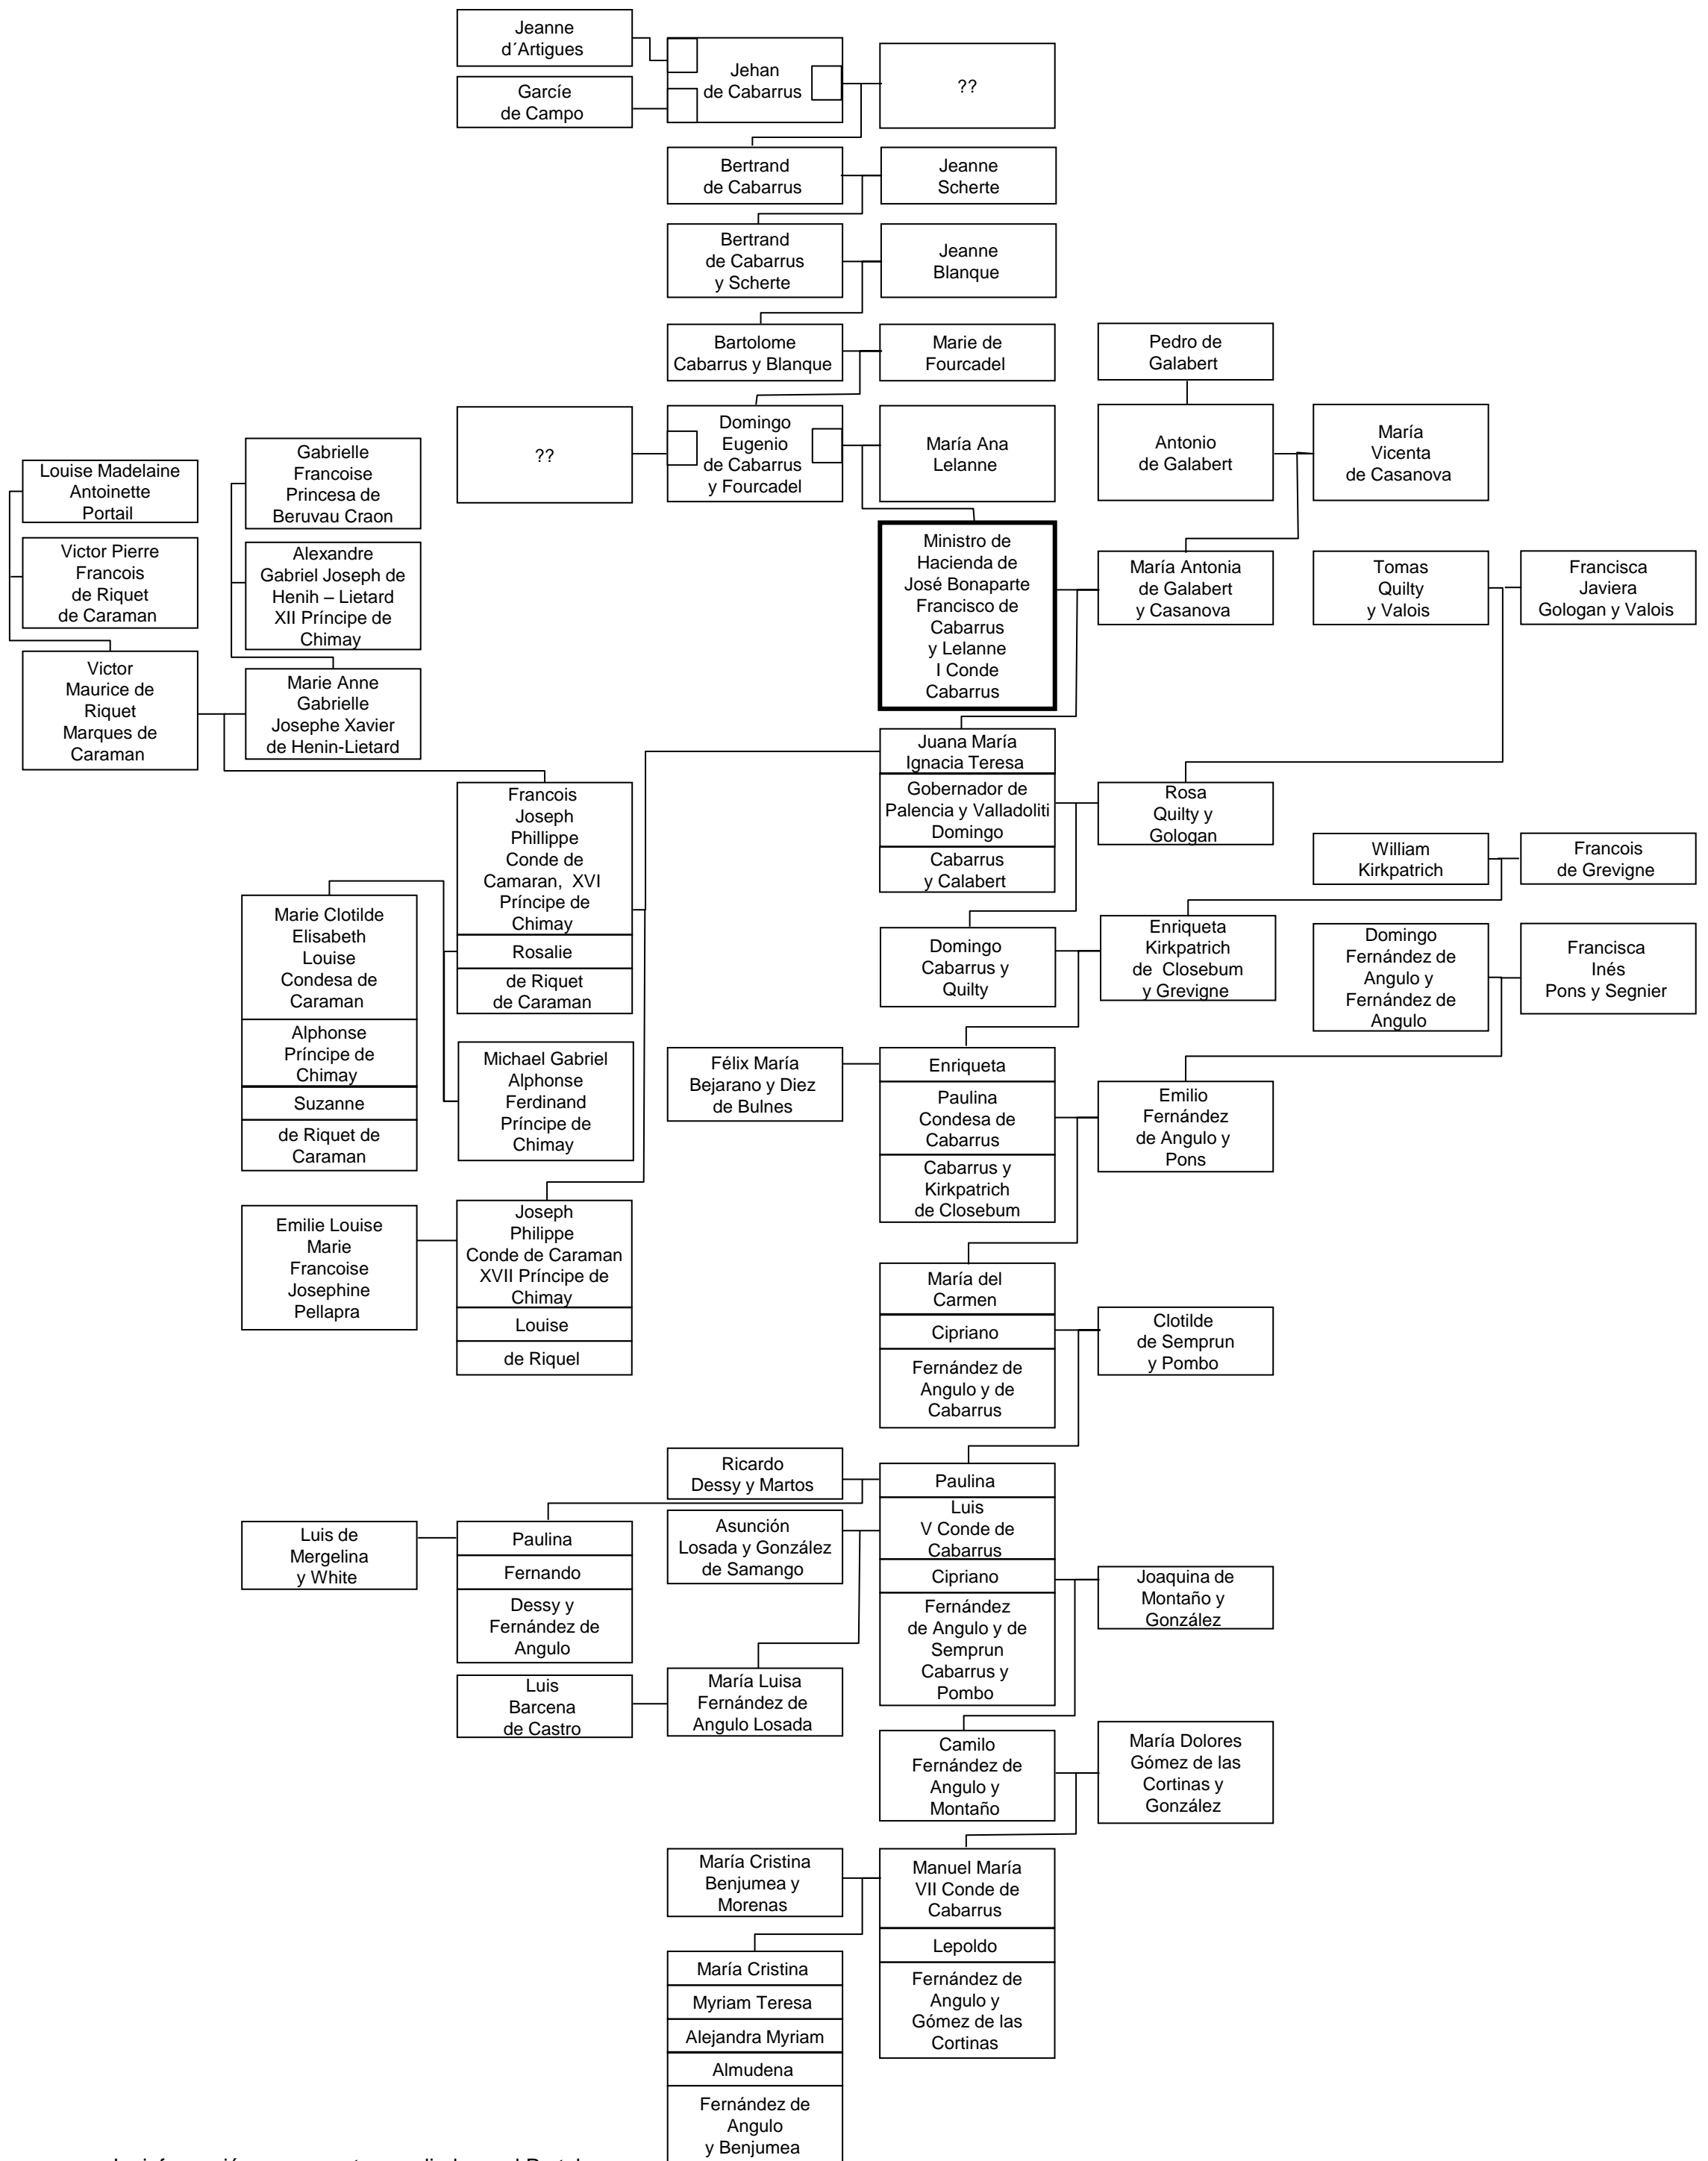 Jeanne
d´Artigues
Garcíe
de Campo
Jehan
de Cabarrus
??
Bertrand
de Cabarrus
Jeanne
Scherte
Bertrand
de Cabarrus
y Scherte
Jeanne
Blanque
Bartolome
Cabarrus y Blanque
Marie de
Fourcadel
Pedro de
Galabert
??
Domingo
Eugenio
de Cabarrus
y Fourcadel
María Ana
Lelanne
Antonio
de Galabert
María
Vicenta
de Casanova
Louise Madelaine
Antoinette
Portail
Gabrielle
Francoise
Princesa de
Beruvau Craon
Victor Pierre
Francois
de Riquet
de Caraman
Alexandre
Gabriel Joseph de
Henih – Lietard
XII Príncipe de
Chimay
Ministro de
Hacienda de
José Bonaparte
Francisco de
Cabarrus
y Lelanne
I Conde
Cabarrus
María Antonia
de Galabert
y Casanova
Tomas
Quilty
y Valois
Francisca
Javiera
Gologan y Valois
Victor
Maurice de
Riquet
Marques de
Caraman
Marie Anne
Gabrielle
Josephe Xavier
de Henin-Lietard
Juana María
Ignacia Teresa
Gobernador de
Palencia y Valladoliti
Domingo
Cabarrus
y Calabert
Rosa
Quilty y
Gologan
Francois
Joseph
Phillippe
Conde de
Camaran,  XVI
Príncipe de
Chimay
Rosalie
de Riquet
de Caraman
William
Kirkpatrich
Francois
de Grevigne
Marie Clotilde
Elisabeth
Louise
Condesa de
Caraman
Alphonse
Príncipe de
Chimay
Suzanne
de Riquet de
Caraman
Michael Gabriel
Alphonse
Ferdinand
Príncipe de
Chimay
Domingo
Cabarrus y
Quilty
Enriqueta
Kirkpatrich
de  Closebum
y Grevigne
Domingo
Fernández de
Angulo y
Fernández de
Angulo
Francisca
Inés
Pons y Segnier
Félix María
Bejarano y Diez
de Bulnes
Enriqueta
Paulina
Condesa de
Cabarrus
Cabarrus y
Kirkpatrich
de Closebum
Emilio
Fernández
de Angulo y
Pons
Emilie Louise
Marie
Francoise
Josephine
Pellapra
Joseph
Philippe
Conde de Caraman
XVII Príncipe de
Chimay
Louise
de Riquel
María del
Carmen
Cipriano
Fernández de
Angulo y de
Cabarrus
Clotilde
de Semprun
y Pombo
Ricardo
Dessy y Martos
Paulina
Luis
V Conde de
Cabarrus
Cipriano
Fernández
de Angulo y de
Semprun
Cabarrus y
Pombo
Luis de
Mergelina
y White
Paulina
Fernando
Dessy y
Fernández de
Angulo
Asunción
Losada y González
de Samango
Joaquina de
Montaño y
González
Luis
Barcena
de Castro
María Luisa
Fernández de
Angulo Losada
Camilo
Fernández de
Angulo y
Montaño
María Dolores
Gómez de las
Cortinas y
González
María Cristina
Benjumea y
Morenas
Manuel María
VII Conde de
Cabarrus
Lepoldo
Fernández de
Angulo y
Gómez de las
Cortinas
María Cristina
Myriam Teresa
Alejandra Myriam
Almudena
Fernández de
Angulo
y Benjumea